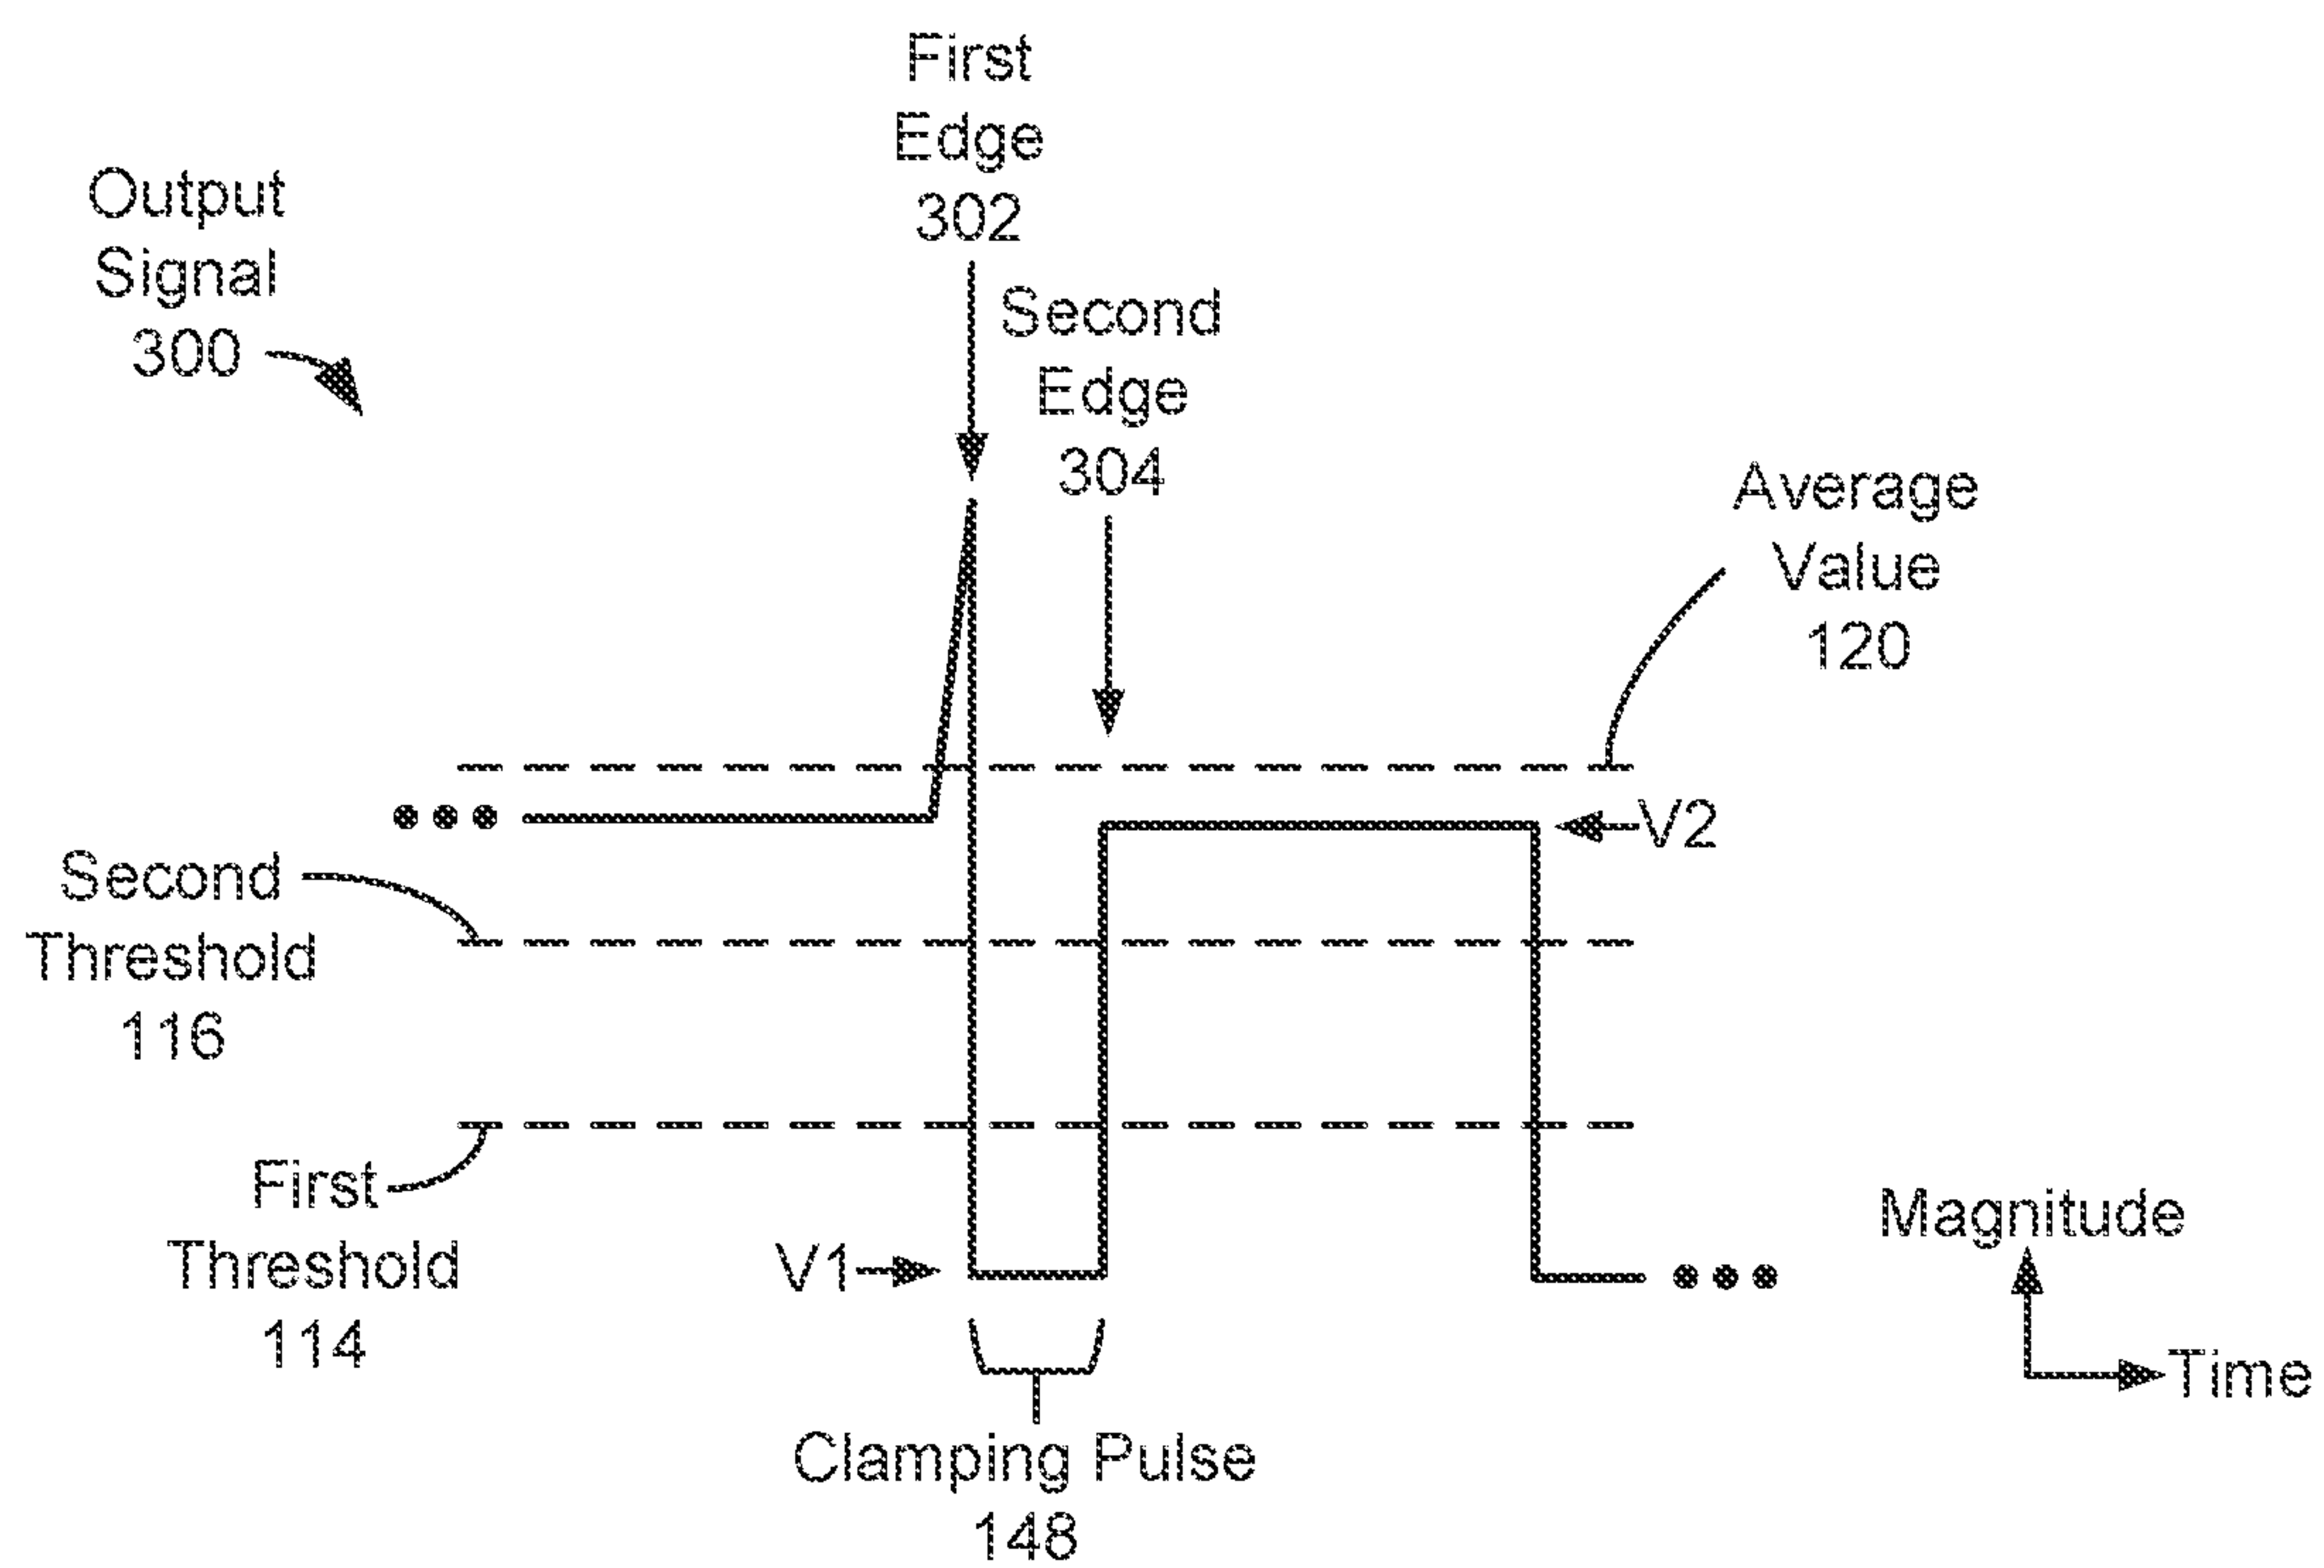 First
Edge
302
Output
Signal
300
Second
Edge
304
Average
Value
120
V2
Second
Threshold
116
First
Threshold
114
V1
Magnitude
Time
Clamping Pulse
148